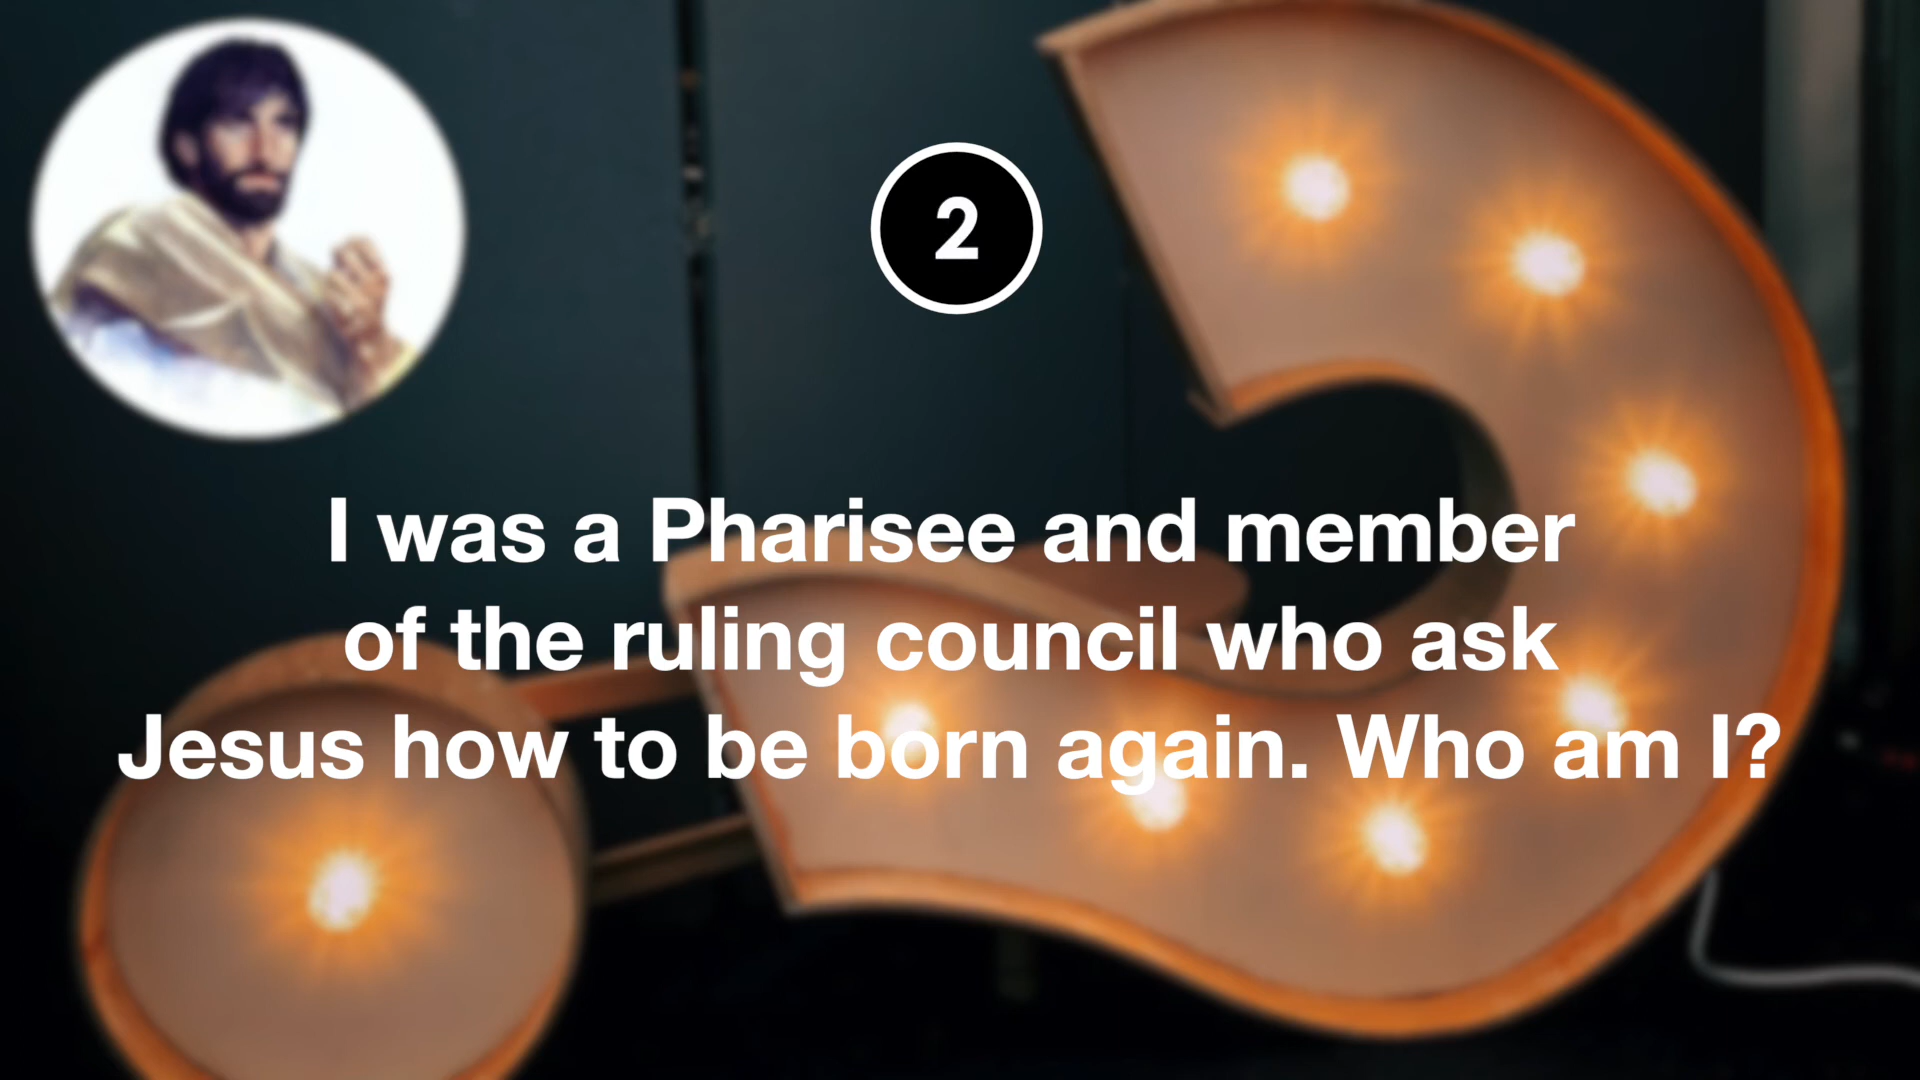 2
I was a Pharisee and member
of the ruling council who ask
Jesus how to be born again. Who am I?